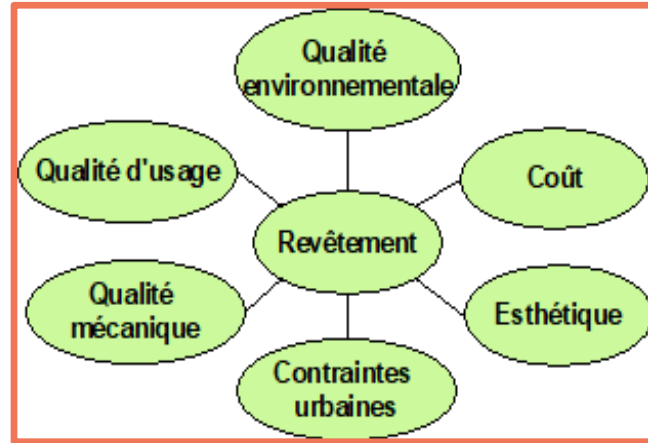 Qualité
environnementale
Qualité d'usage
Coût
Revêtement
Qualité
mécanique
Esthétique
Contraintes
urbaines